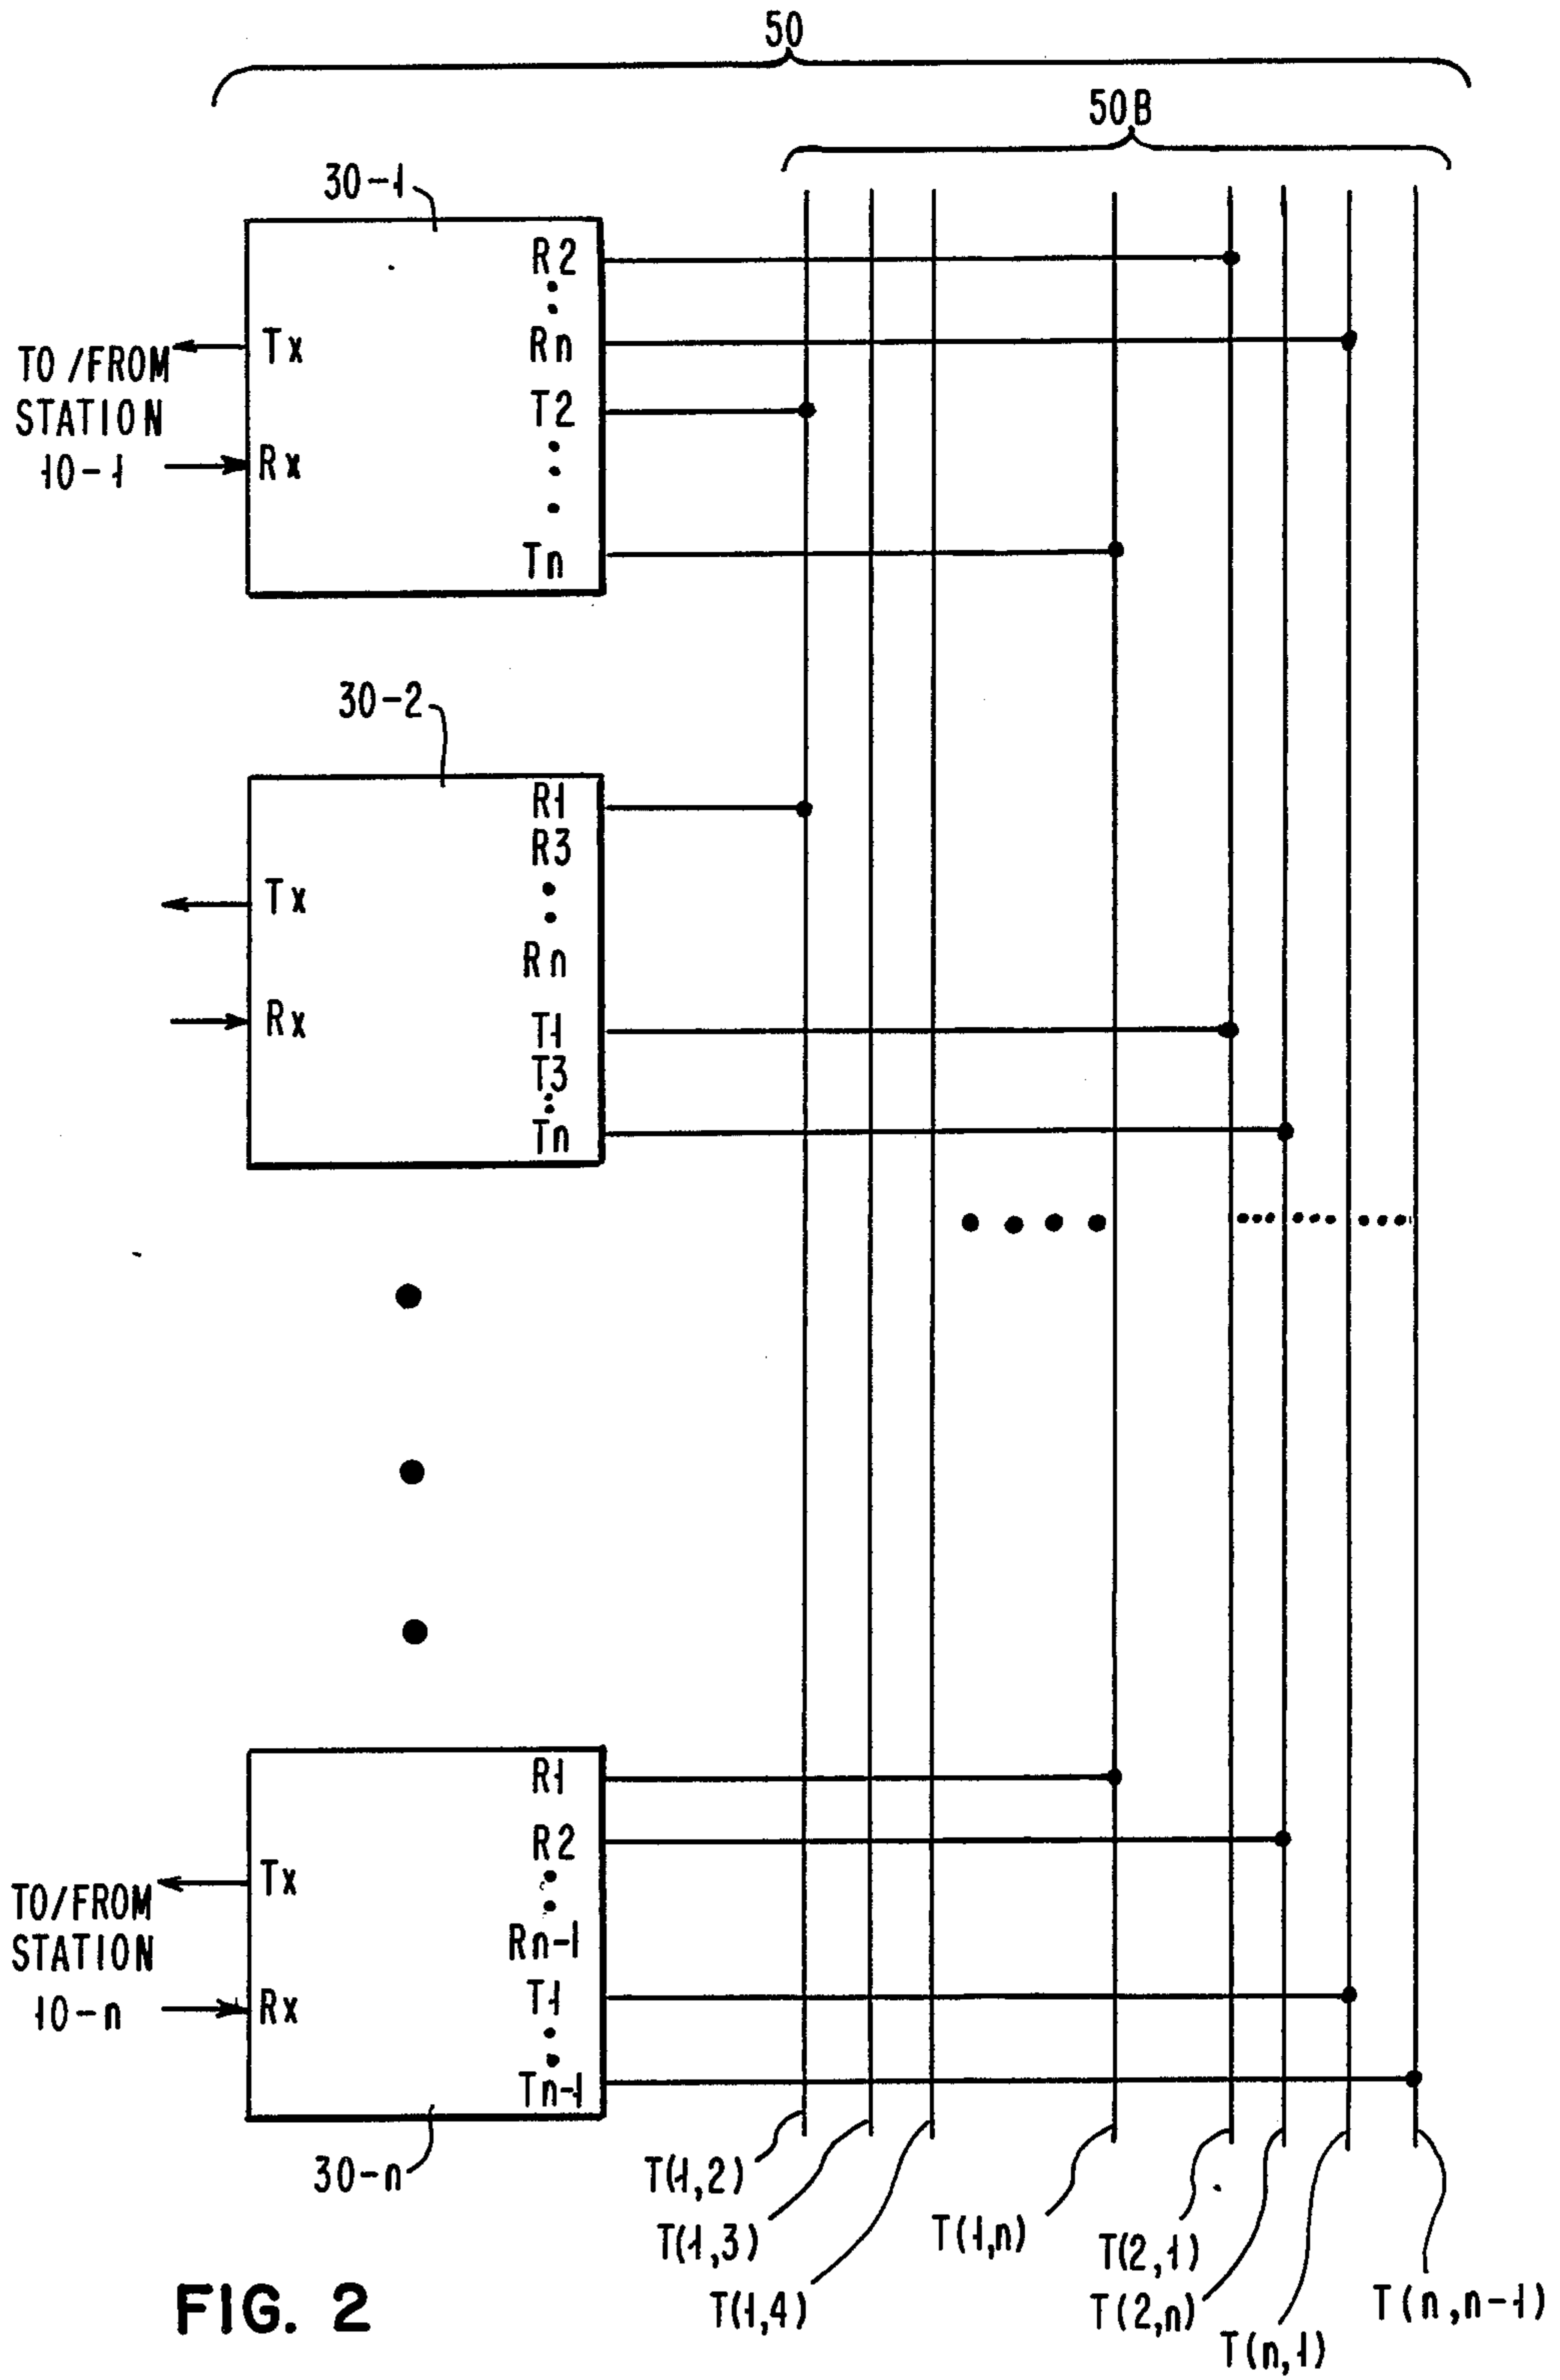 50
50B
30-1
R2
Rn
Tx
TO/FROM
STATION
10-1
T2
Rx
Tn
30-2
R1
R3
Tx
Rn
Rx
T1
T3
Tn
R1
R2
Tx
TO/FROM
STATION
10-n
Rn-1
T1
Rx
Tn-1
30-n
T(1,2)
T(1,3)
T(1,4)
T(1,n)
T(2,1)
T(2,n)
T(n,1)
T(n,n-1)
FIG. 2